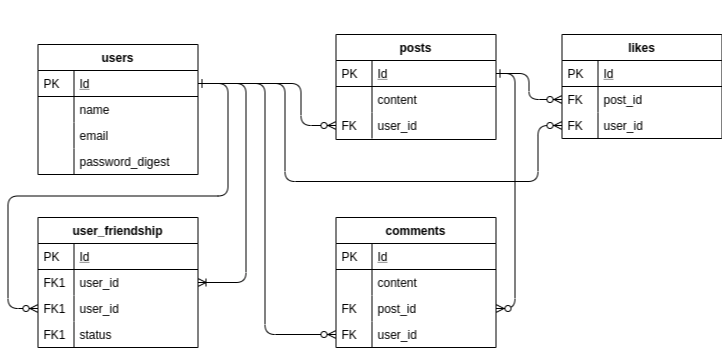 users
PK Id
name
email
password_digest
posts
PK Id
content
FK user_id
likes
PK Id
FK post_id
FK user_id
user_friendship
PK Id
FK1 user_id
FK1 user_id
FK1 status
comments
PK Id
content
FK post_id
FK user_id